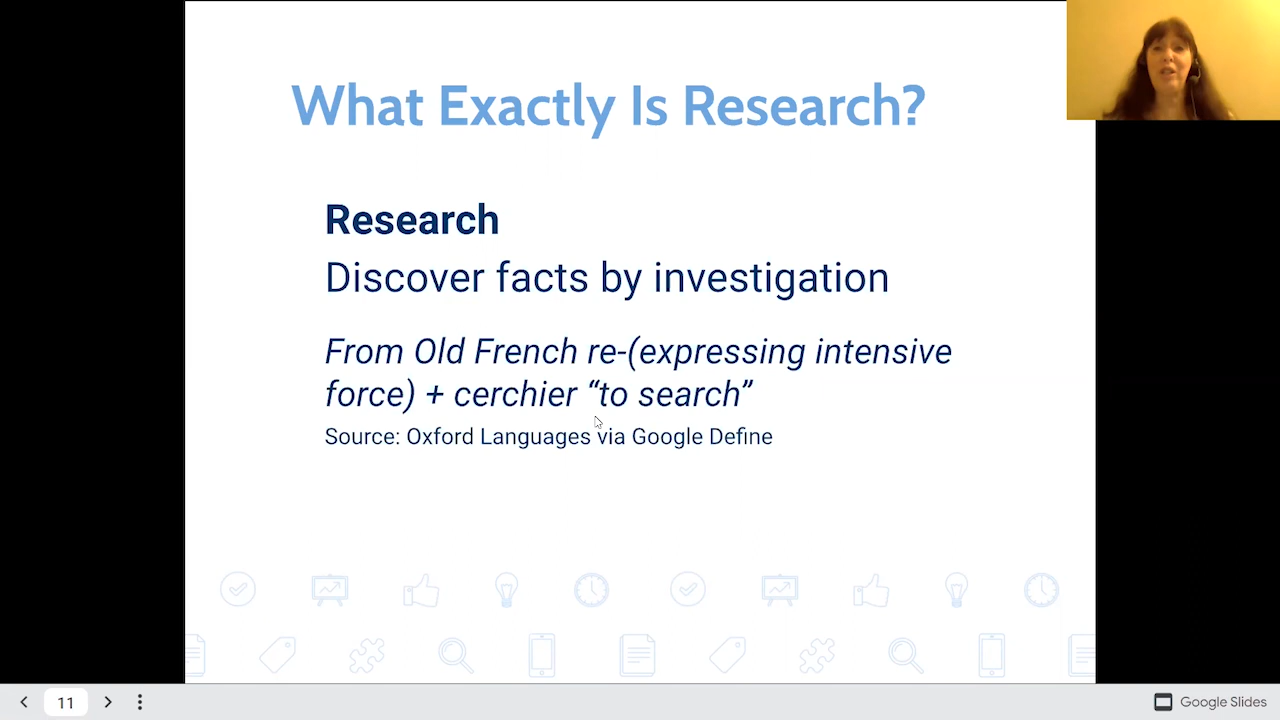 What Exactly Is Research?
Research
Discover facts by investigation
From Old French re-(expressing intensive
force) + cerchier “to search”
Source: Oxford Languages via Google Define
11
Google Slides